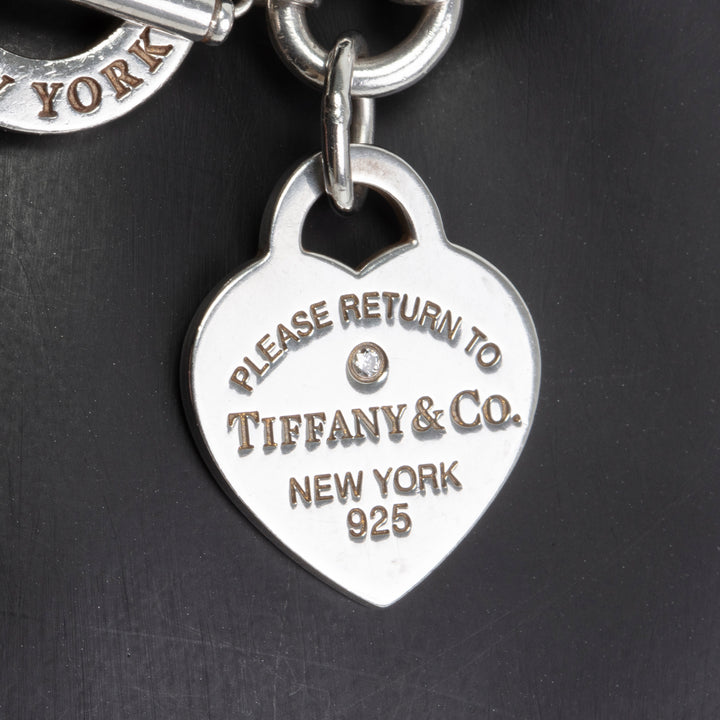 YORK
PLEASE RETURN TO
TIFFANY & CO.
NEW YORK
925